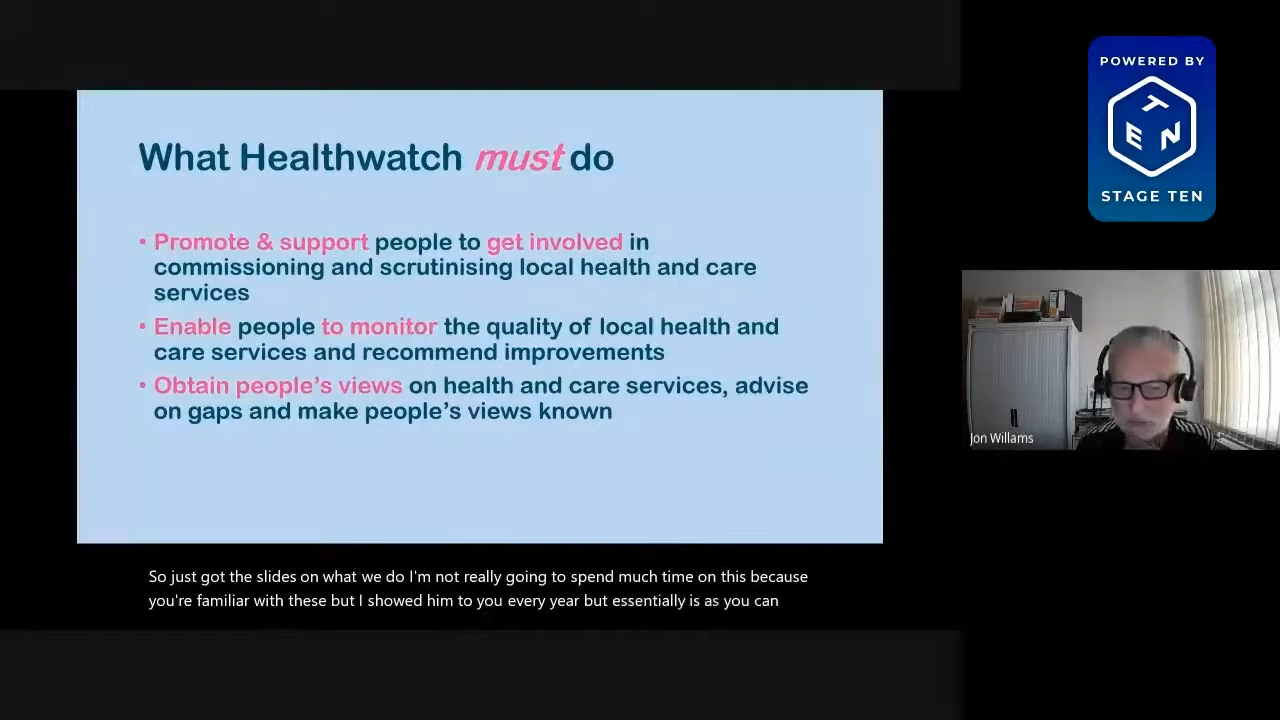 POWERED BY
TEN
STAGE TEN
What Healthwatch must do
• Promote & support people to get involved in
commissioning and scrutinising local health and care
services
• Enable people to monitor the quality of local health and
care services and recommend improvements
• Obtain people's views on health and care services, advise
on gaps and make people's views known
Jon Willams
So just got the slides on what we do I'm not really going to spend much time on this because
you're familiar with these but I showed him to you every year but essentially is as you can